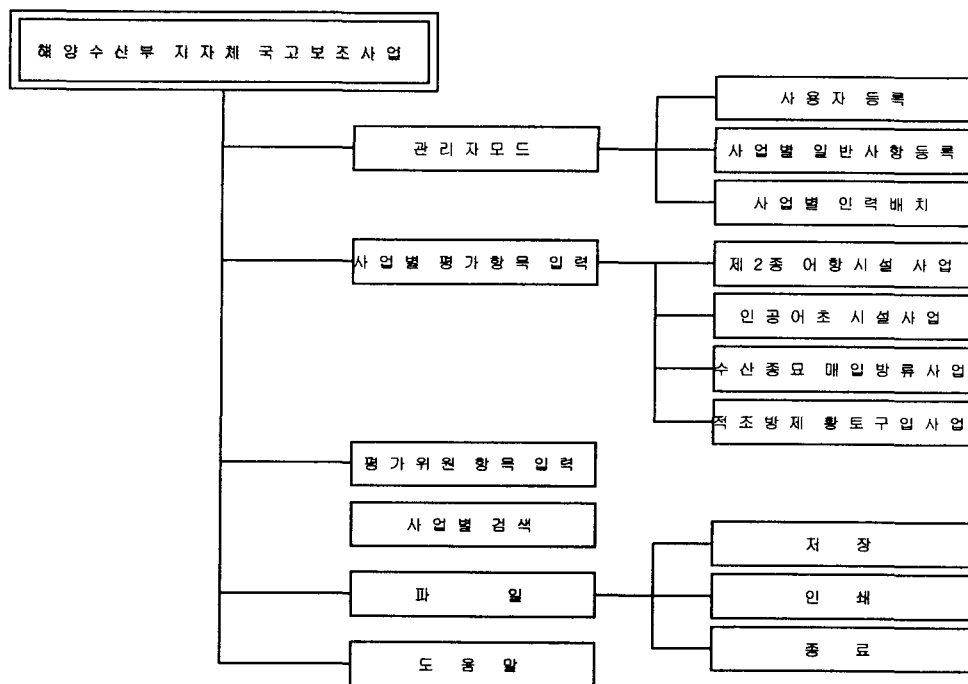 해양수산부 지자체 국고보조사업
관리자모드
사용자 등록
사업별 일반사항등록
사업별 인력배치
사업별 평가항목 입력
제2종 어항시설 사업
인공어초 시설사업
수산종묘 매입방류사업
적조방제 황토구입사업
평가위원 항목 입력
사업별 검색
파 일
저 장
인 쇄
종 료
도 움 말